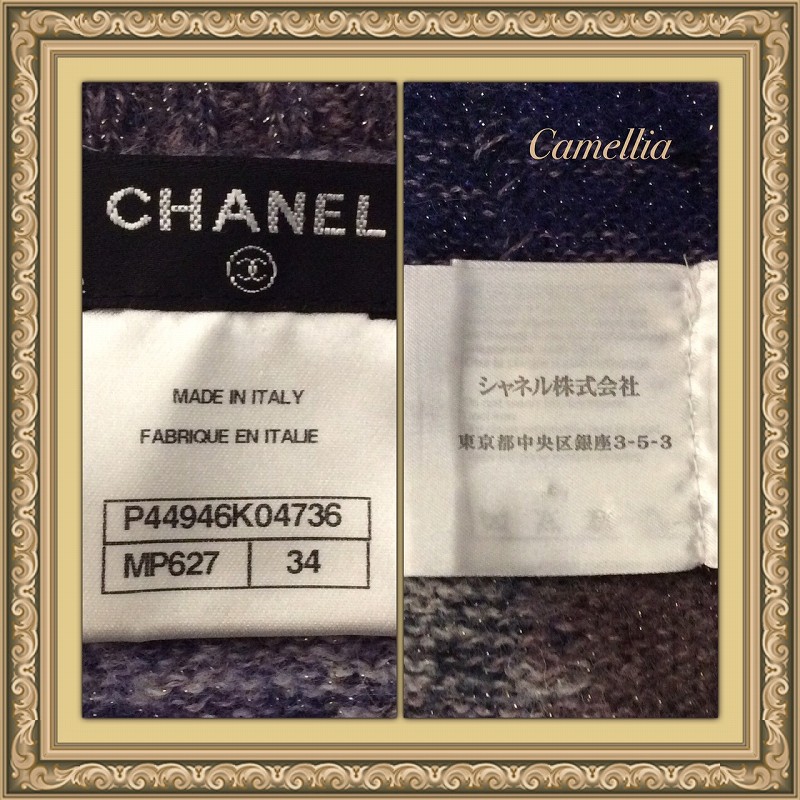 CHANEL
MADE IN ITALY
FABRIQUE EN ITALIE
P44946K04736
MP627 34
Camellia
シャネル株式会社
東京都中央区銀座3-5-3